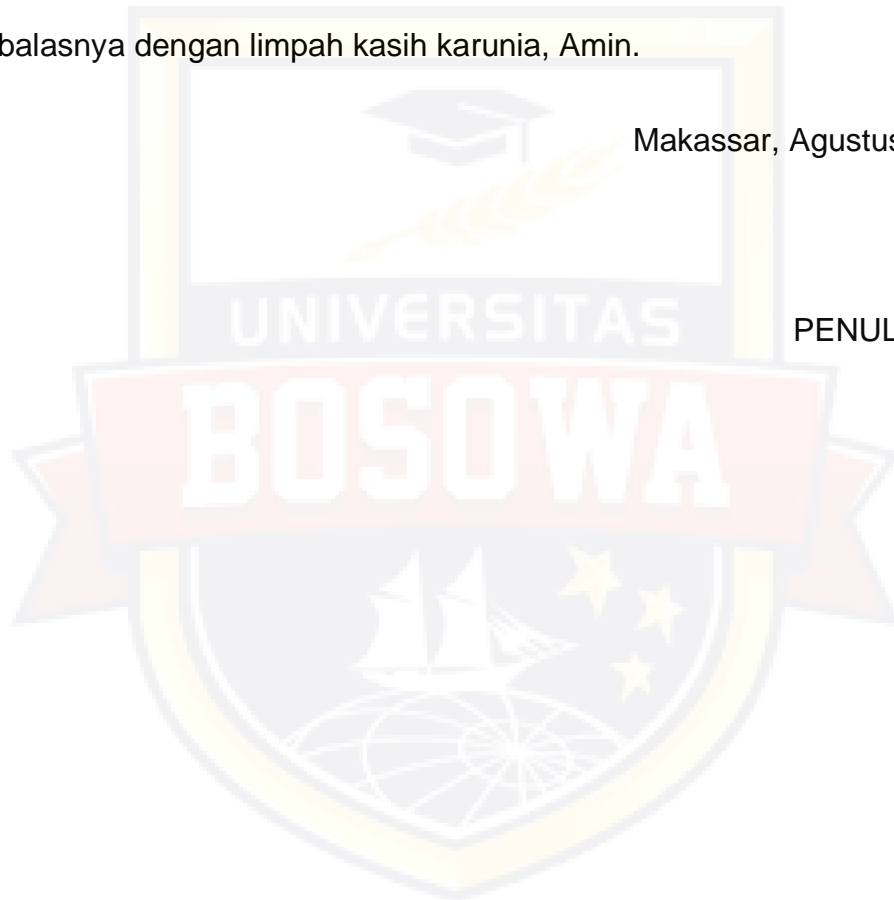 balasnya dengan limpah kasih karunia, Amin.
Makassar, Agustus
PENUL
UNIVERSITAS
BOSOWA